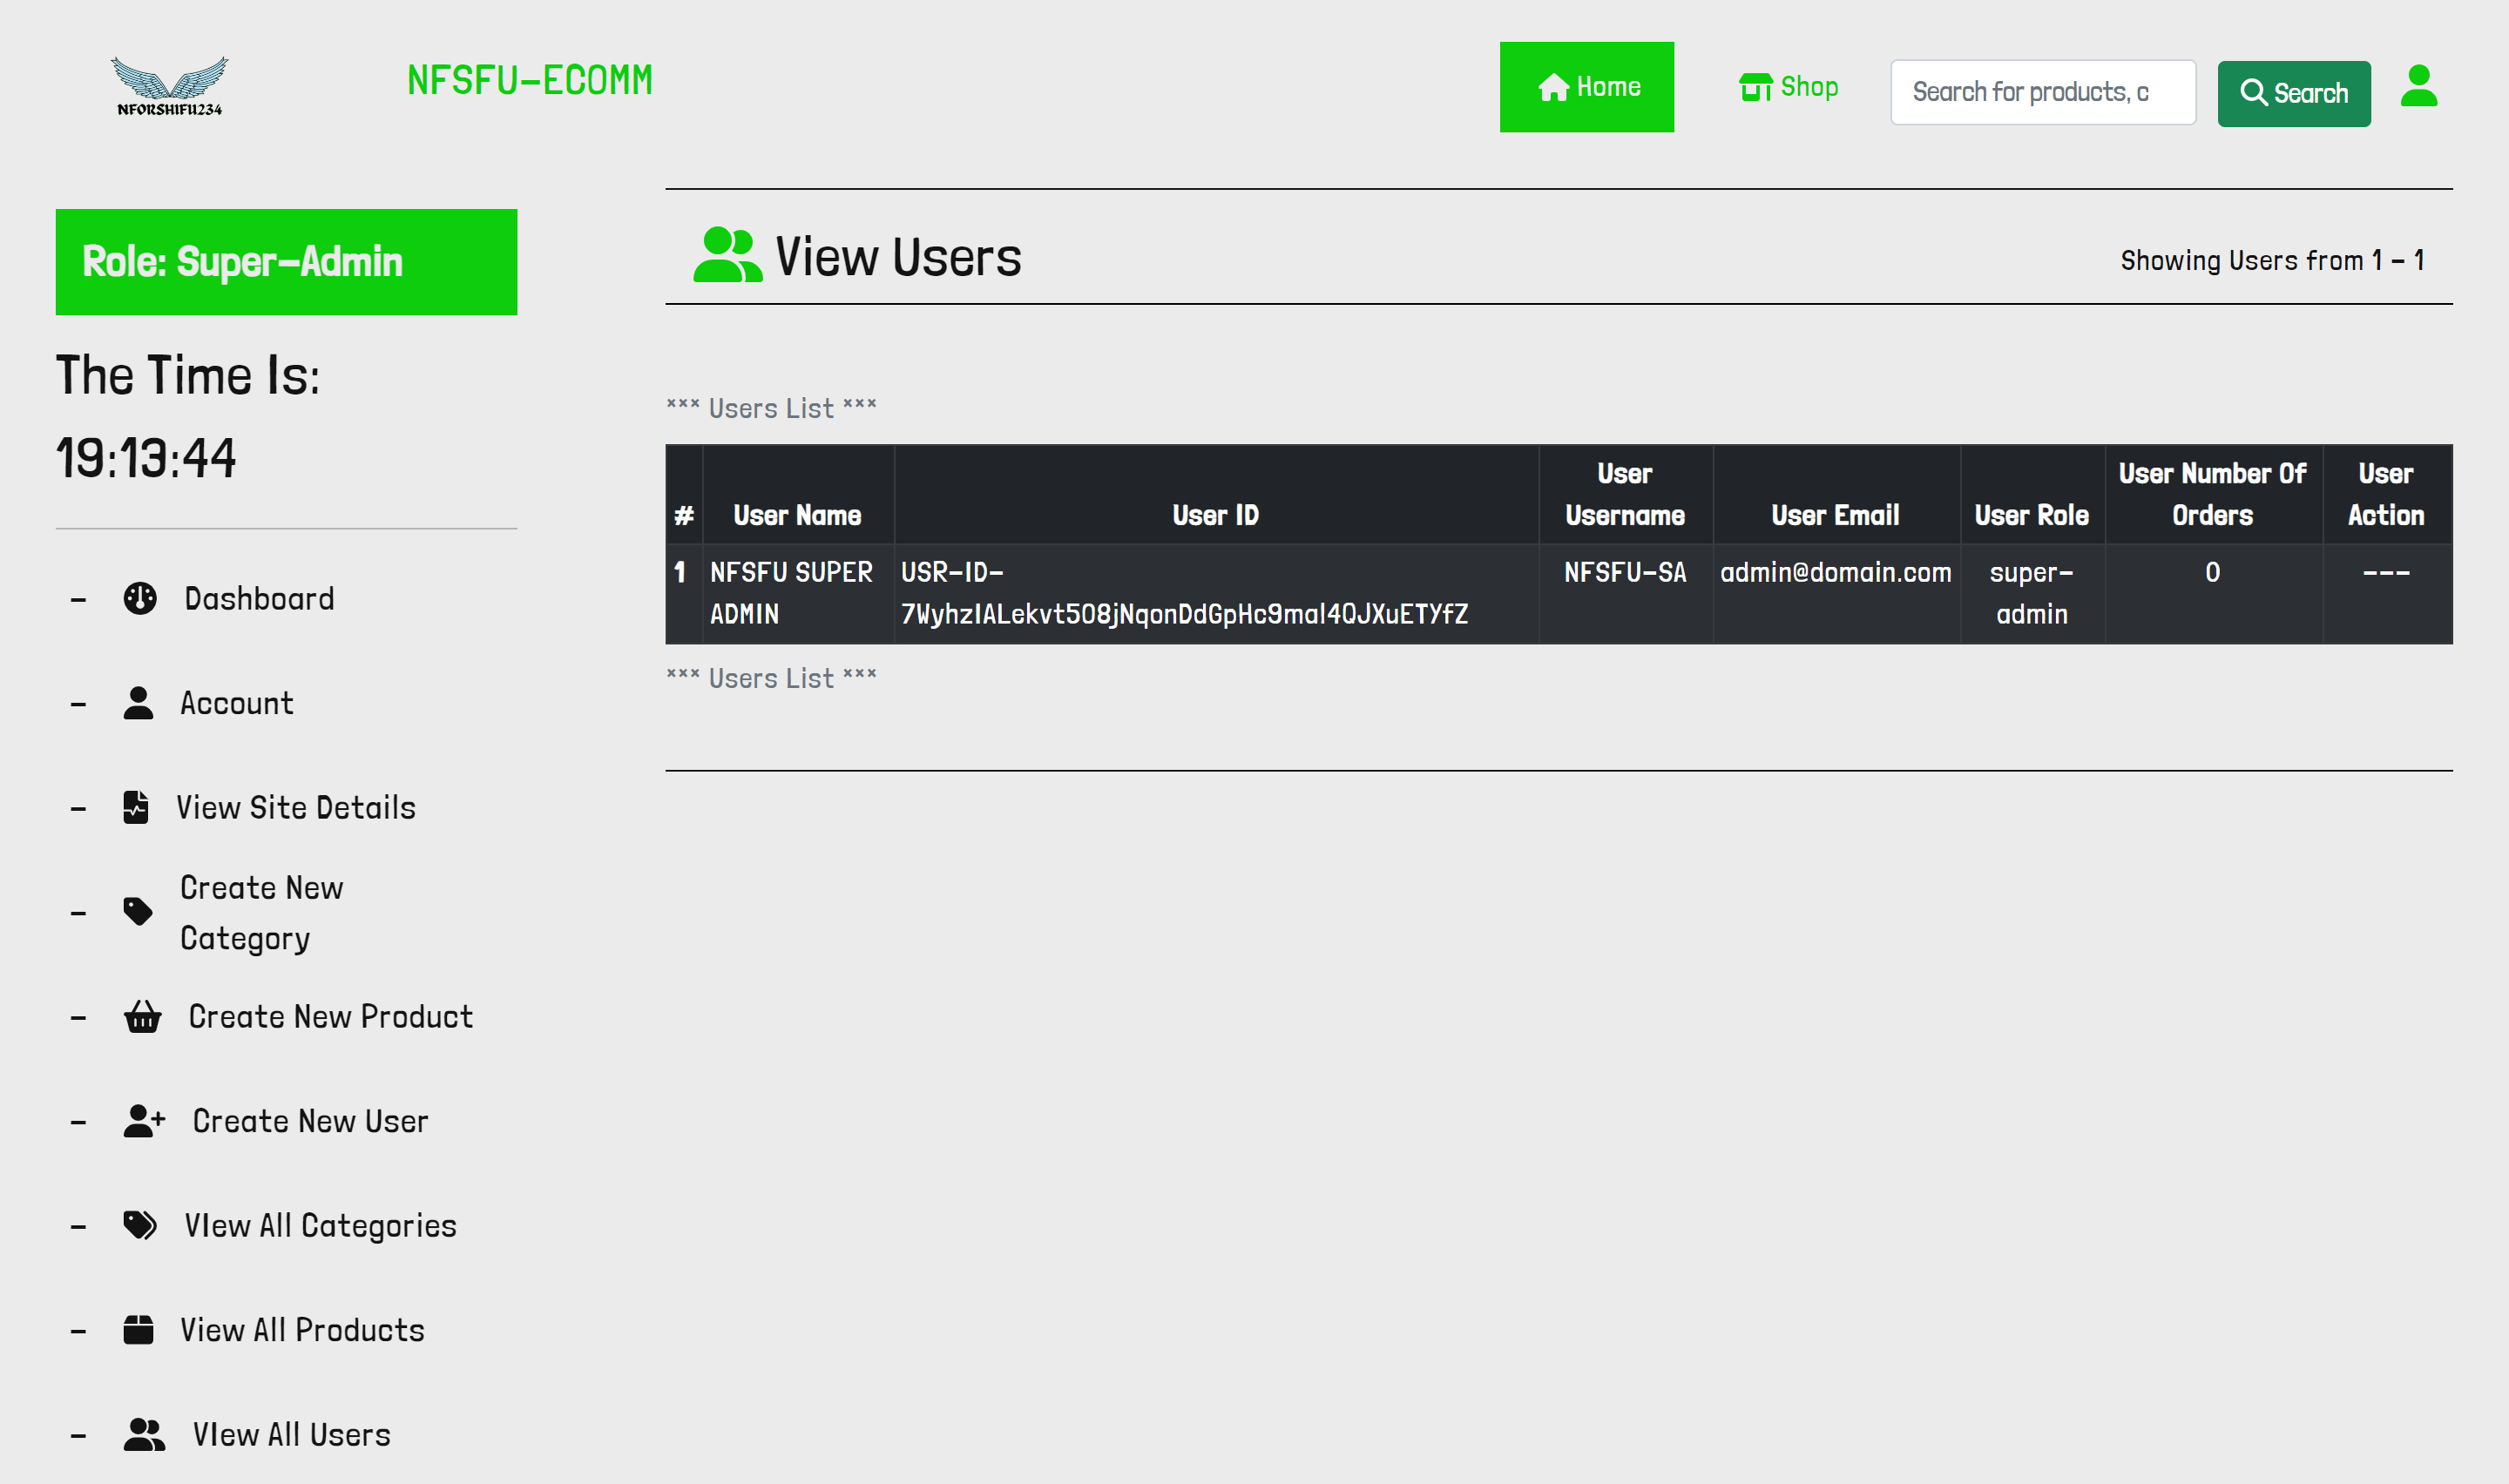 NFORSHIFU234
NFSFU-ECOMM
Home
Shop
Search for products, c
Search
Role: Super-Admin
The Time Is:
19:13:44
- Dashboard
- Account
- View Site Details
- Create New
Category
- Create New Product
- Create New User
- VIew All Categories
- View All Products
- VIew All Users
View Users
Showing Users from 1 - 1
*** Users List ***
# User Name User ID User Username User Email User Role User Number Of Orders User Action
1 NFSFU SUPER ADMIN USR-ID-7WyhzIALekvt5O8jNqonDdGpHc9mal4QJXuETYfZ NFSFU-SA admin@domain.com super-admin 0 ---
*** Users List ***